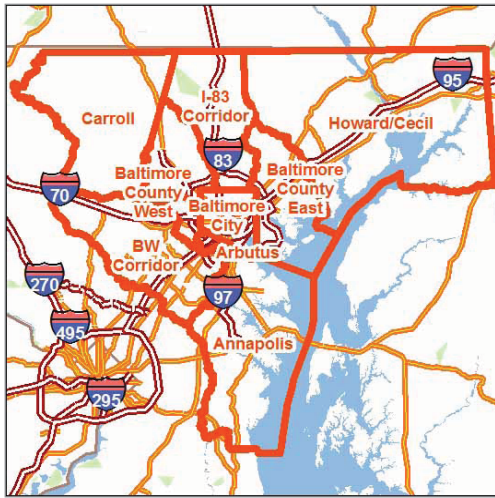 95
Carroll
I-83
Corridor
Howard/Cecil
83
70
Baltimore
County
West
Baltimore
County
East
Baltimore
City
BW
Corridor
Arbutus
270
97
495
Annapolis
295